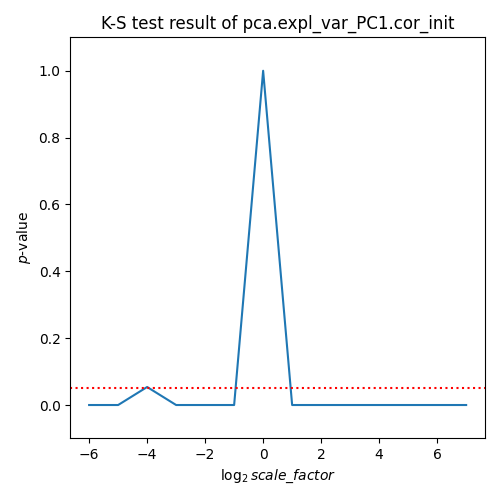 K-S test result of pca.expl_var_PC1.cor_init
1.0
0.8
0.6
0.4
0.2
0.0
p-value
−6 −4 −2 0 2 4 6
log₂ scale_factor